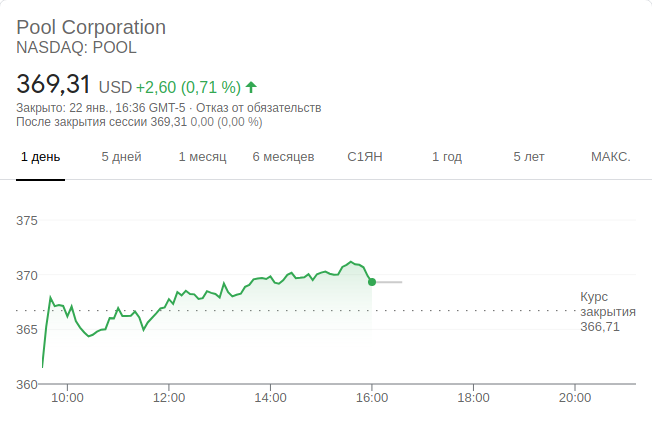 Pool Corporation
NASDAQ: POOL
369,31 USD +2,60 (0,71 %)
Закрыто: 22 янв., 16:36 GMT-5 · Отказ от обязательств
После закрытия сессии 369,31 0,00 (0,00 %)
1 день 5 дней 1 месяц 6 месяцев С1ЯН 1 год 5 лет МАКС.
375
370
Курс
закрытия
366,71
365
360
10:00 12:00 14:00 16:00 18:00 20:00